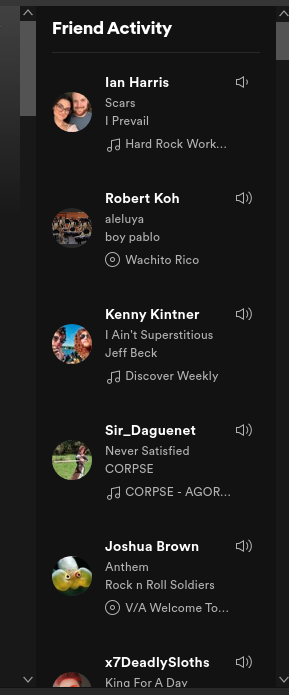 Friend Activity
Ian Harris
Scars
I Prevail
Hard Rock Work...
Robert Koh
aleluya
boy pablo
Wachito Rico
Kenny Kintner
I Ain't Superstitious
Jeff Beck
Discover Weekly
Sir_Daguenet
Never Satisfied
CORPSE
CORPSE - AGOR...
Joshua Brown
Anthem
Rock n Roll Soldiers
V/A Welcome To...
x7DeadlySloths
King For A Day